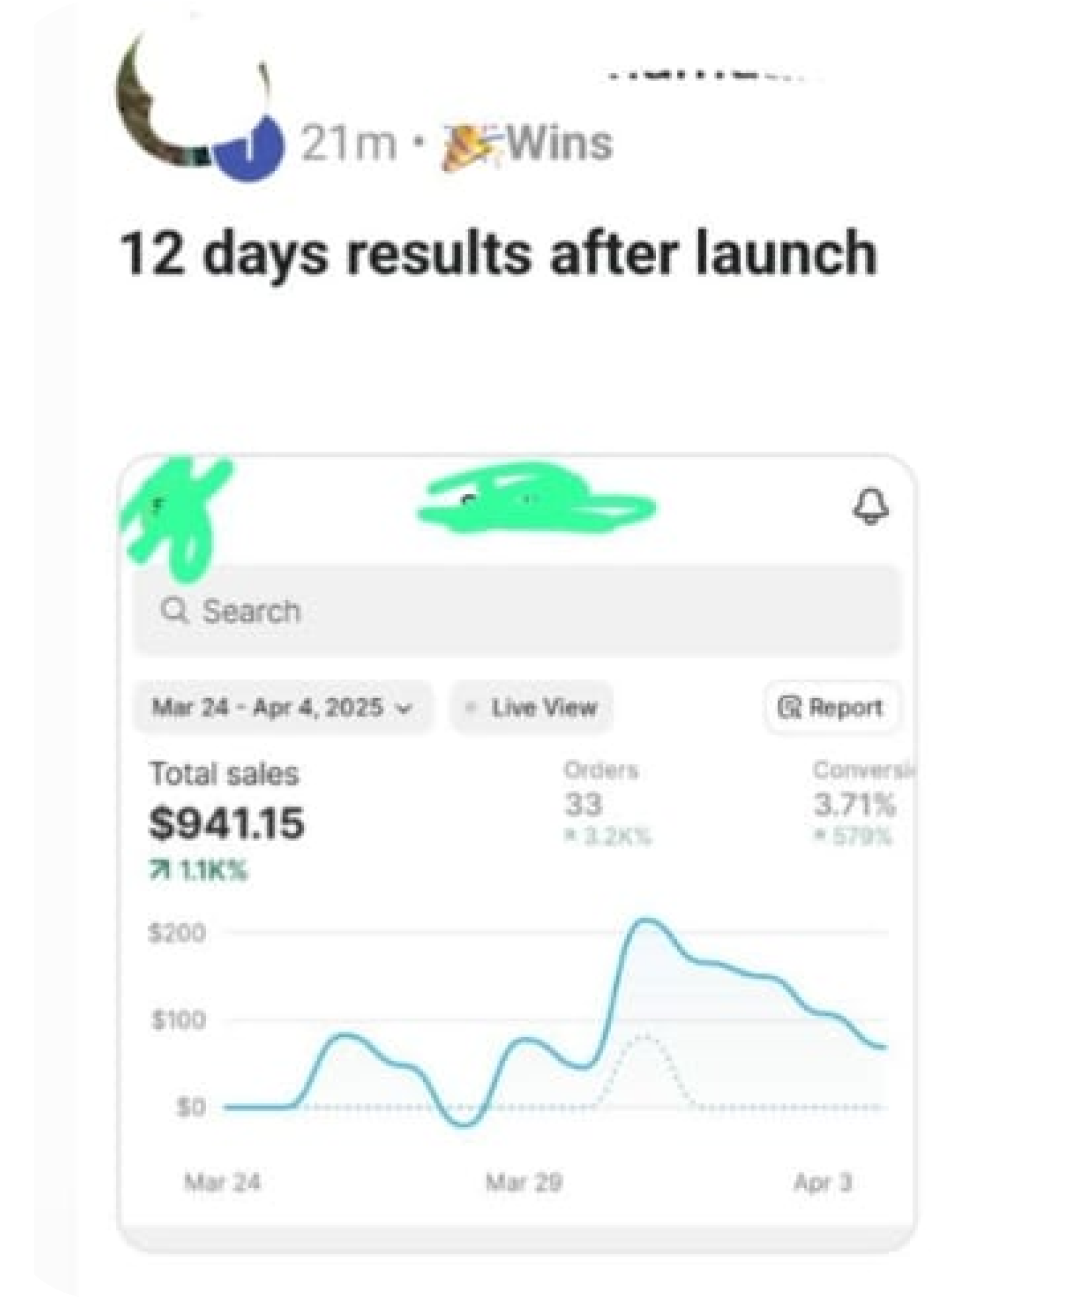 21m · 🎉Wins
12 days results after launch
Search
Mar 24 - Apr 4, 2025 Live View Report
Total sales Orders Conversi
$941.15 33 3.71%
1.1K% 3.2K% 579%
$200
$100
$0
Mar 24 Mar 29 Apr 3